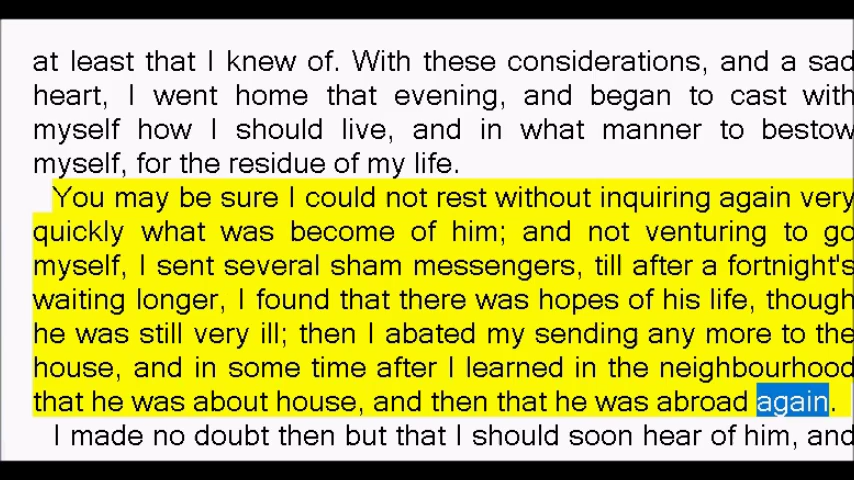 at least that I knew of. With these considerations, and a sad
heart, I went home that evening, and began to cast with
myself how I should live, and in what manner to bestow
myself, for the residue of my life.
You may be sure I could not rest without inquiring again very
quickly what was become of him; and not venturing to go
myself, I sent several sham messengers, till after a fortnight's
waiting longer, I found that there was hopes of his life, though
he was still very ill; then I abated my sending any more to the
house, and in some time after I learned in the neighbourhood
that he was about house, and then that he was abroad again.
I made no doubt then but that I should soon hear of him, and